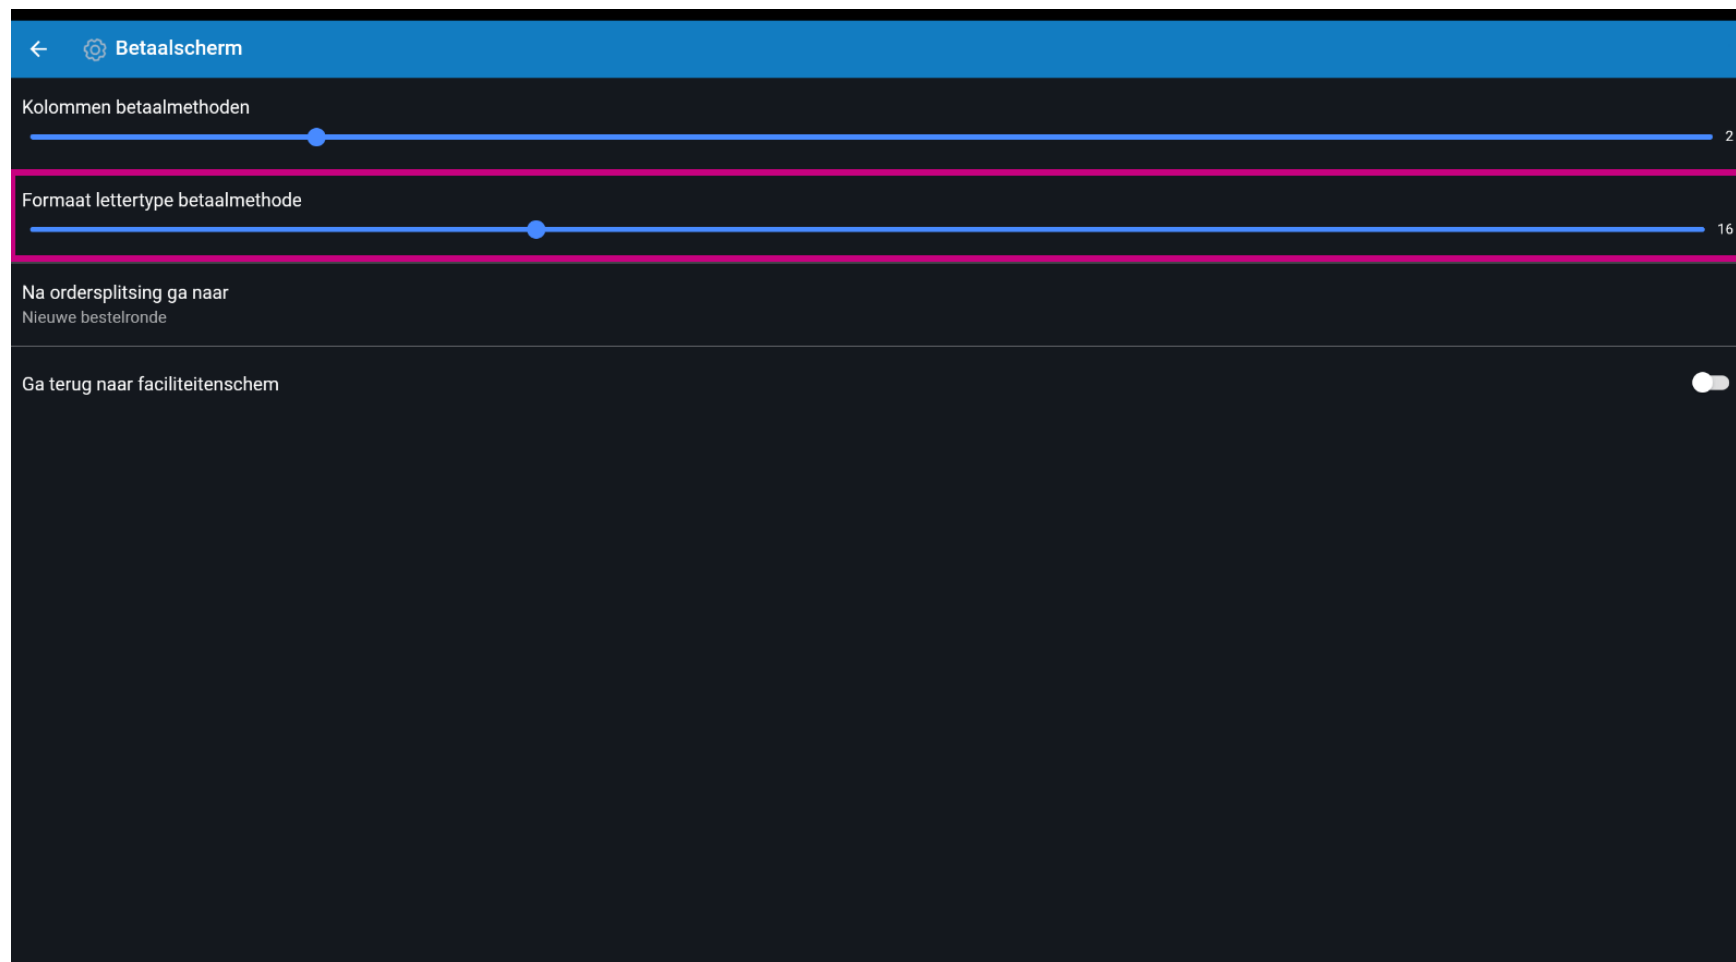 Betaalscherm
Kolommen betaalmethoden
2
Formaat lettertype betaalmethode
16
Na ordersplitsing ga naar
Nieuwe bestelronde
Ga terug naar faciliteitenschem